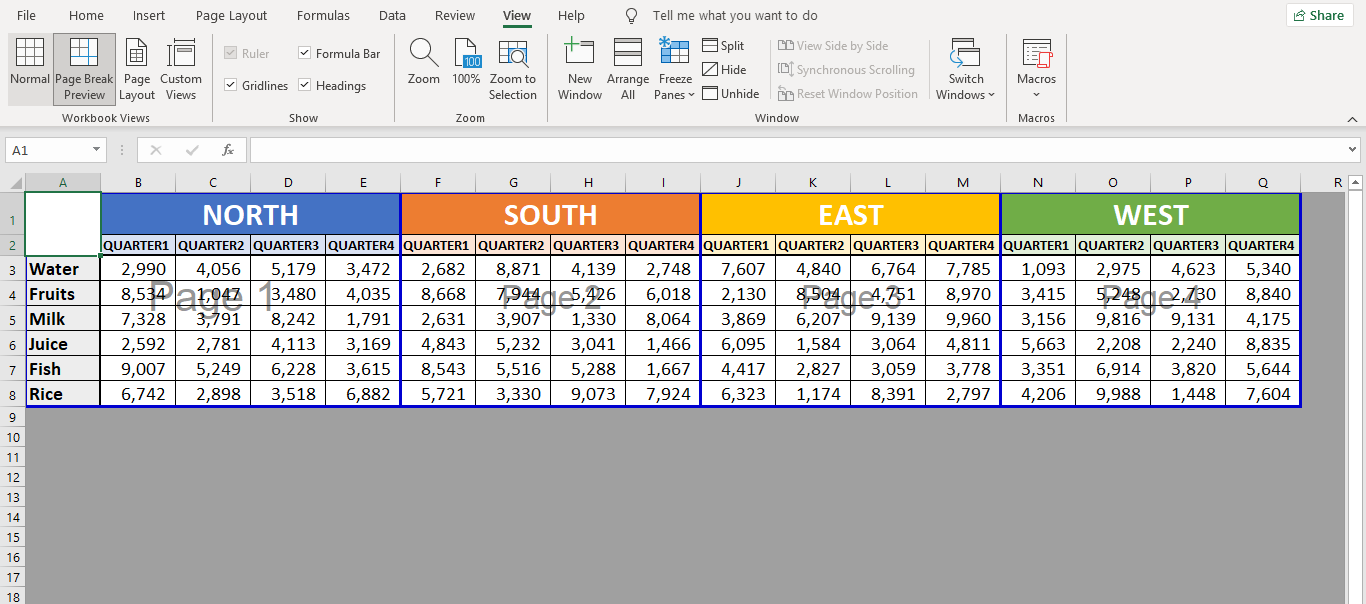 File Home Insert Page Layout Formulas Data Review View Help Tell me what you want to do Share
Normal Page Break Preview Page Layout Custom Views
Workbook Views
Ruler Formula Bar
Gridlines Headings
Show
Zoom 100% Zoom to Selection
100
Zoom
New Window Arrange All Freeze Panes
Split View Side by Side
Hide Synchronous Scrolling
Unhide Reset Window Position
Window
Switch Windows
Macros
Macros
A1 fx
A B C D E F G H I J K L M N O P Q R
1 NORTH SOUTH EAST WEST
2 QUARTER1 QUARTER2 QUARTER3 QUARTER4 QUARTER1 QUARTER2 QUARTER3 QUARTER4 QUARTER1 QUARTER2 QUARTER3 QUARTER4 QUARTER1 QUARTER2 QUARTER3 QUARTER4
3 Water 2,990 4,056 5,179 3,472 2,682 8,871 4,139 2,748 7,607 4,840 6,764 7,785 1,093 2,975 4,623 5,340
4 Fruits 8,534 1,047 3,480 4,035 8,668 7,944 5,426 6,018 2,130 8,504 4,751 8,970 3,415 5,248 2,730 8,840
Page 1 Page 2 Page 3 Page 4
5 Milk 7,328 3,791 8,242 1,791 2,631 3,907 1,330 8,064 3,869 6,207 9,139 9,960 3,156 9,816 9,131 4,175
6 Juice 2,592 2,781 4,113 3,169 4,843 5,232 3,041 1,466 6,095 1,584 3,064 4,811 5,663 2,208 2,240 8,835
7 Fish 9,007 5,249 6,228 3,615 8,543 5,516 5,288 1,667 4,417 2,827 3,059 3,778 3,351 6,914 3,820 5,644
8 Rice 6,742 2,898 3,518 6,882 5,721 3,330 9,073 7,924 6,323 1,174 8,391 2,797 4,206 9,988 1,448 7,604
9
10
11
12
13
14
15
16
17
18